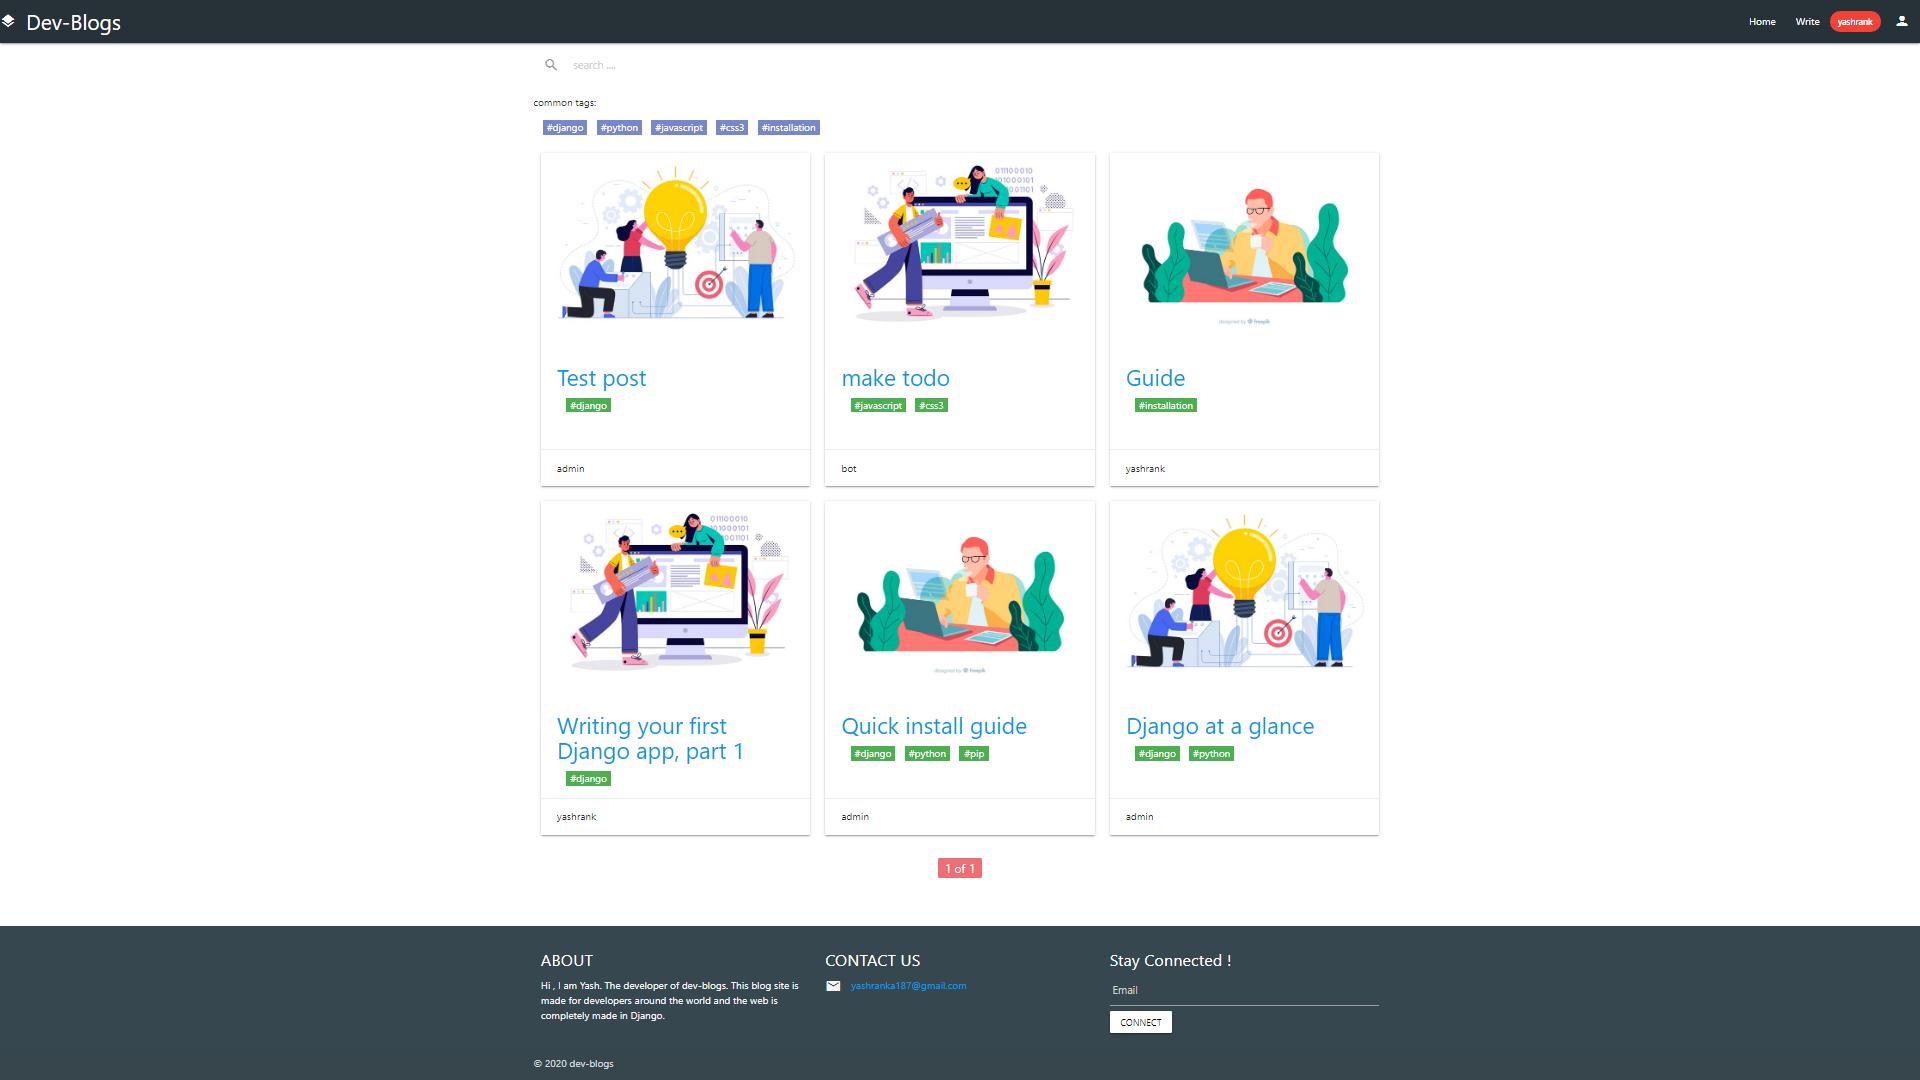 Dev-Blogs
Home Write yashrank
search ....
common tags:
#django #python #javascript #css3 #installation
011100010
101000101
designed by freepik
Test post
#django
admin
make todo
#javascript #css3
bot
Guide
#installation
yashrank
011100010
101000101
designed by freepik
Writing your first
Django app, part 1
#django
yashrank
Quick install guide
#django #python #pip
admin
Django at a glance
#django #python
admin
1 of 1
ABOUT
Hi , I am Yash. The developer of dev-blogs. This blog site is
made for developers around the world and the web is
completely made in Django.
CONTACT US
yashranka187@gmail.com
Stay Connected !
Email
CONNECT
© 2020 dev-blogs